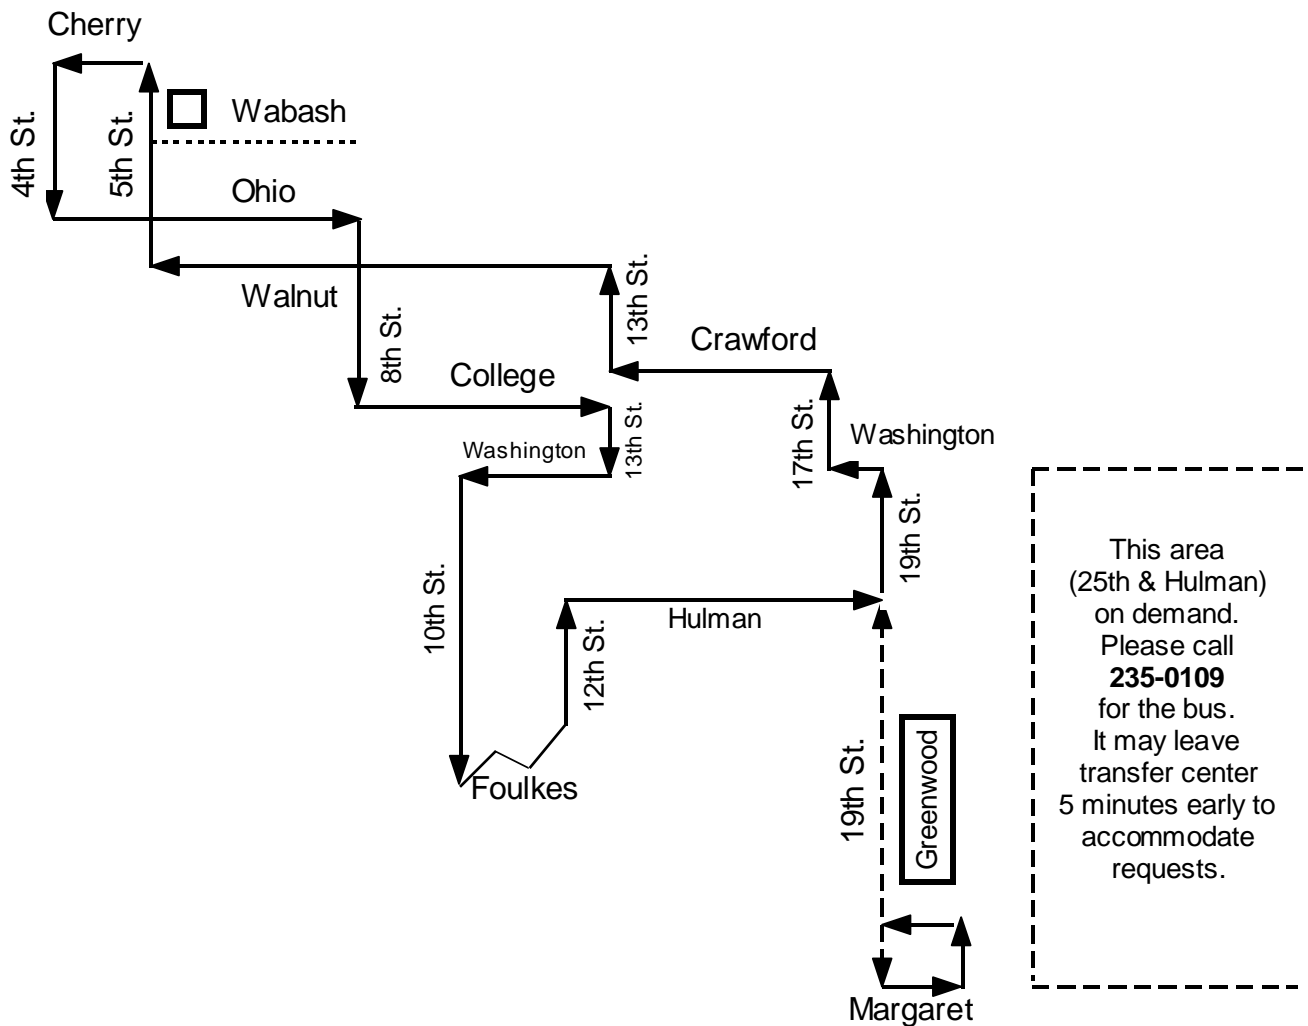 Cherry
Wabash
4th St.
5th St.
Ohio
Walnut
8th St.
13th St.
Crawford
College
Washington
13th St.
17th St.
Washington
19th St.
10th St.
12th St.
Hulman
Foulkes
19th St.
Greenwood
Margaret
This area
(25th & Hulman)
on demand.
Please call
235-0109
for the bus.
It may leave
transfer center
5 minutes early to
accommodate
requests.